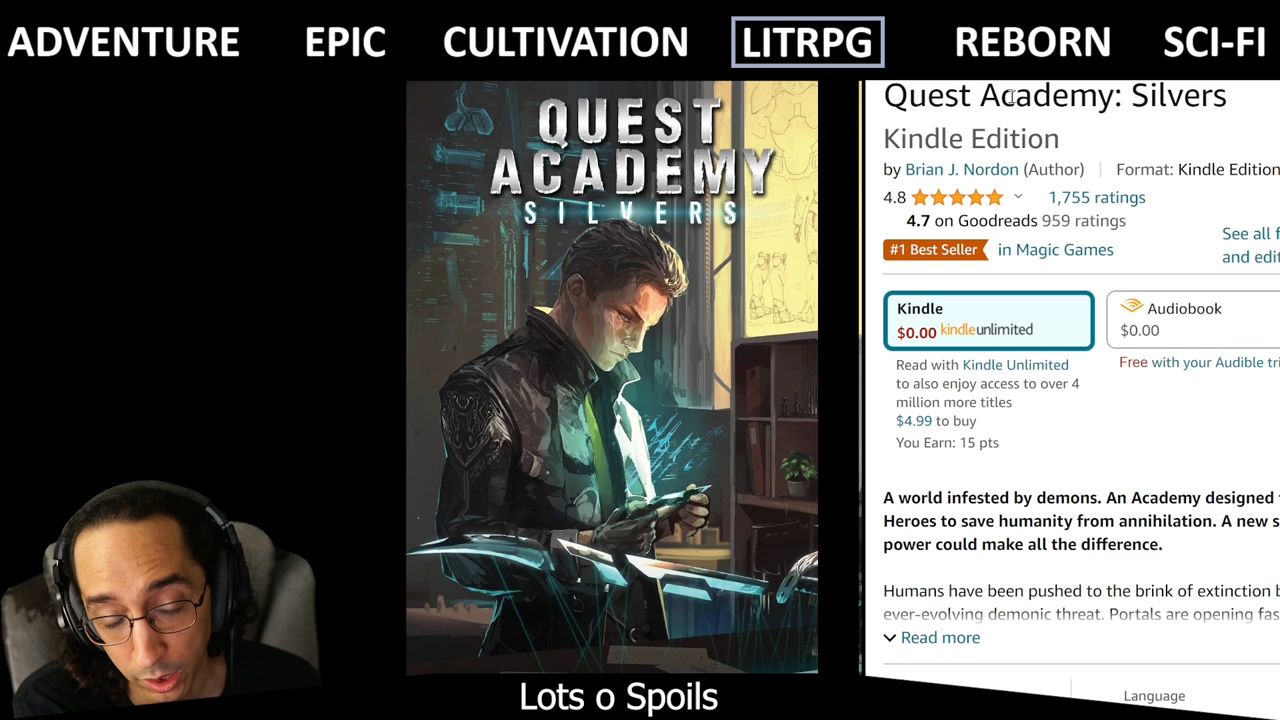 ADVENTURE EPIC CULTIVATION LITRPG REBORN SCI-FI
QUEST
ACADEMY
SILVERS
Quest Academy: Silvers
Kindle Edition
by Brian J. Nordon (Author) Format: Kindle Edition
4.8 1,755 ratings
4.7 on Goodreads 959 ratings
See all f
and edit
#1 Best Seller in Magic Games
Kindle
$0.00 kindleunlimited
Audiobook
$0.00
Read with Kindle Unlimited
to also enjoy access to over 4
million more titles
$4.99 to buy
You Earn: 15 pts
Free with your Audible tri
A world infested by demons. An Academy designed t
Heroes to save humanity from annihilation. A new s
power could make all the difference.
Humans have been pushed to the brink of extinction b
ever-evolving demonic threat. Portals are opening fas
Read more
Language
Lots o Spoils